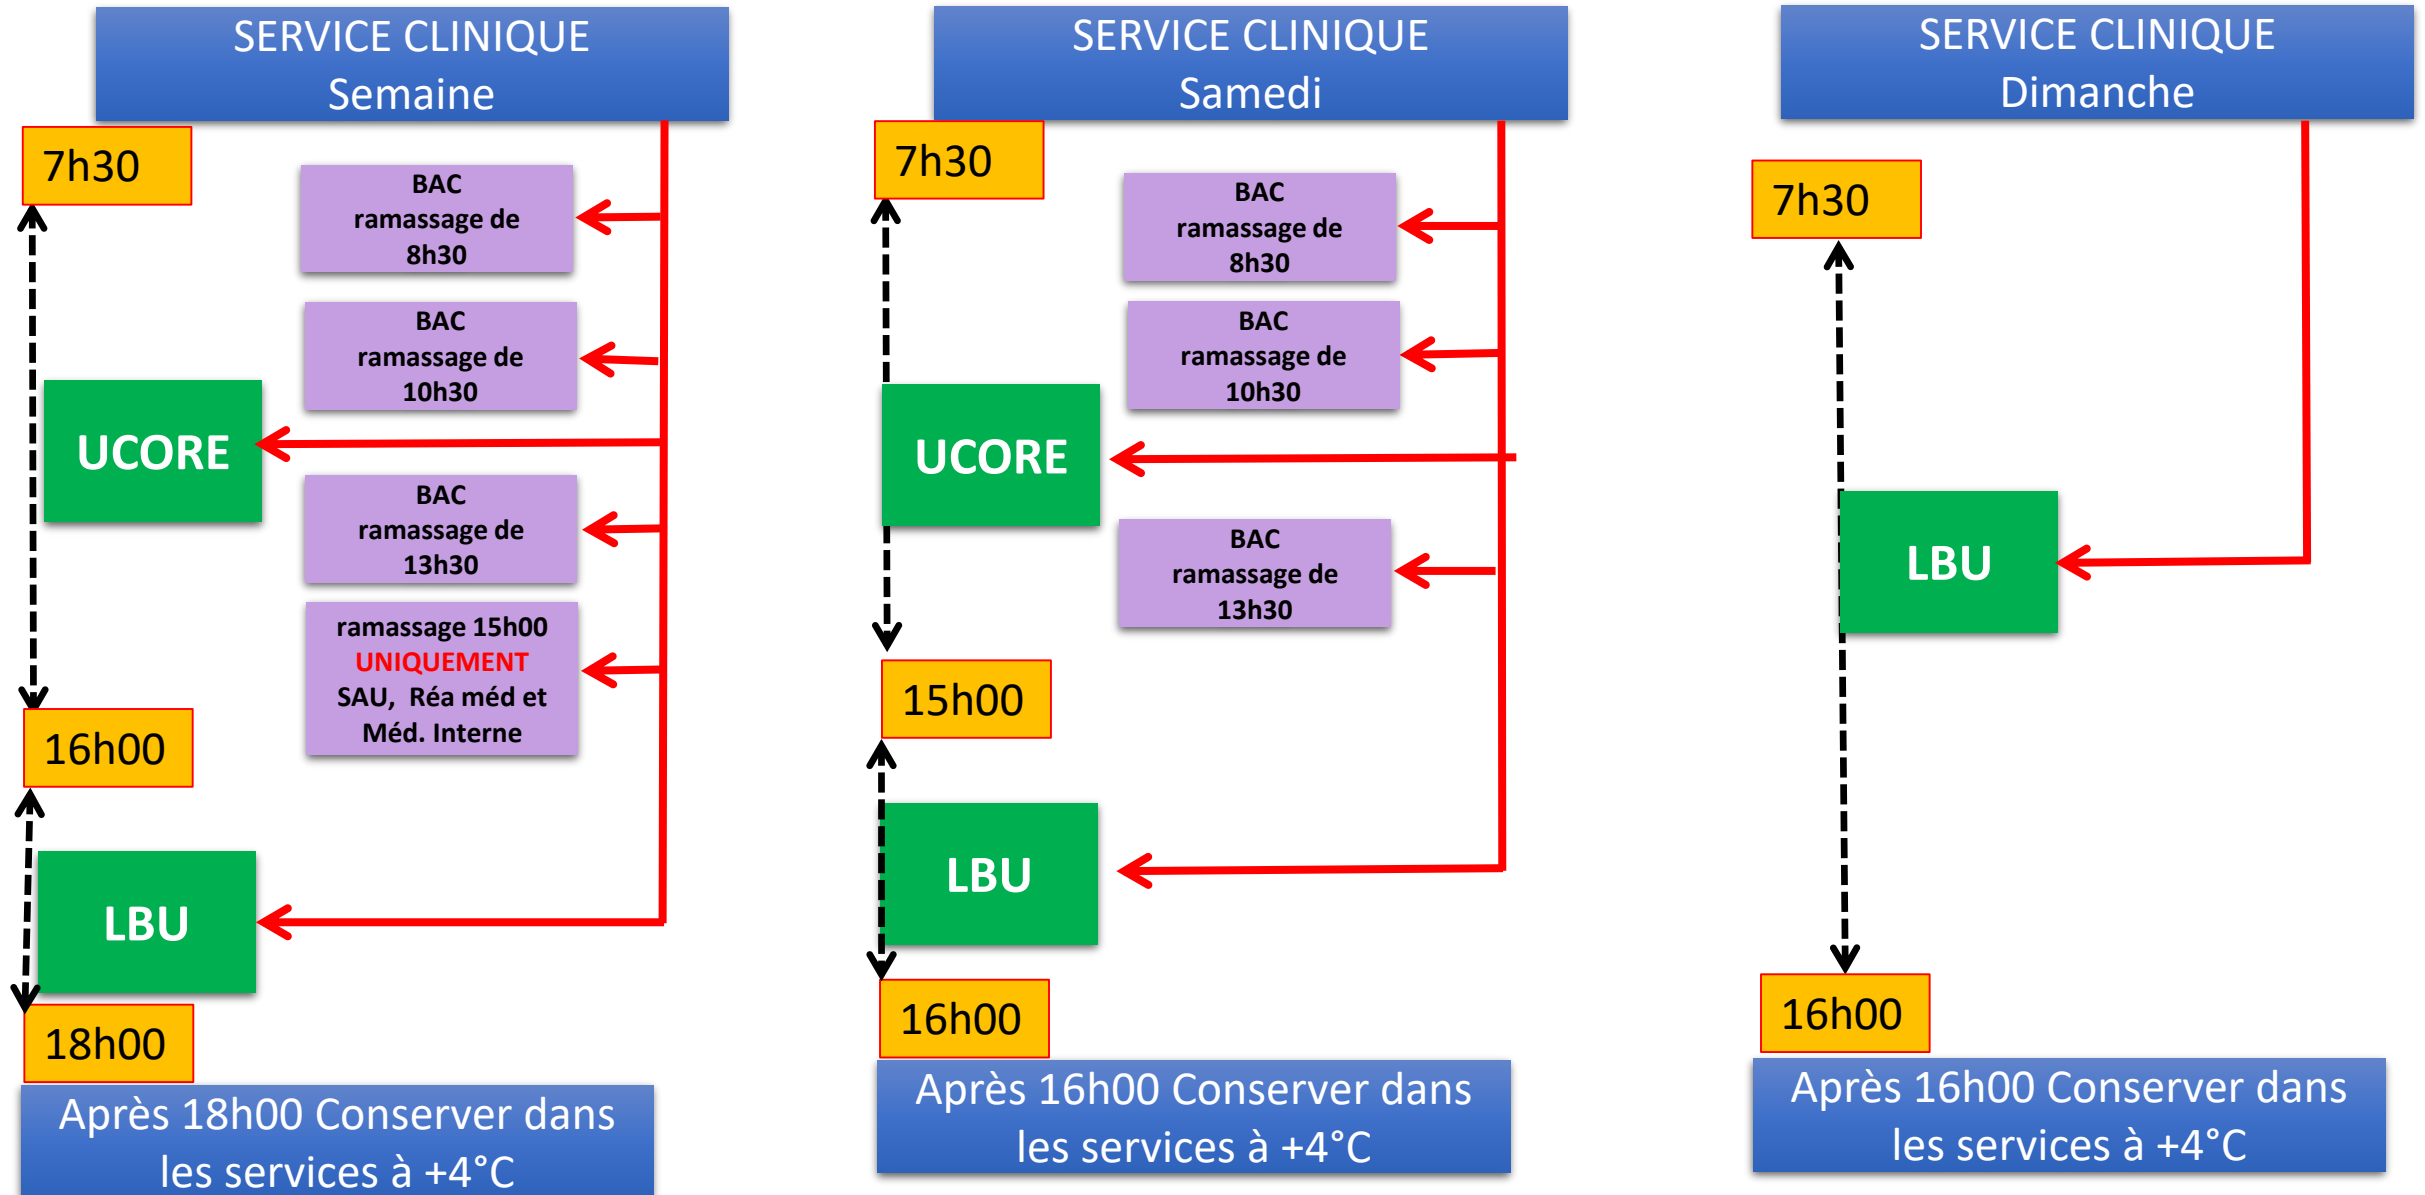 SERVICE CLINIQUE
Semaine
7h30
BAC
ramassage de
8h30
BAC
ramassage de
10h30
UCORE
BAC
ramassage de
13h30
ramassage 15h00
UNIQUEMENT
SAU, Réa méd et
Méd. Interne
16h00
LBU
18h00
Après 18h00 Conserver dans
les services à +4°C
SERVICE CLINIQUE
Samedi
7h30
BAC
ramassage de
8h30
BAC
ramassage de
10h30
UCORE
BAC
ramassage de
13h30
15h00
LBU
16h00
Après 16h00 Conserver dans
les services à +4°C
SERVICE CLINIQUE
Dimanche
7h30
LBU
16h00
Après 16h00 Conserver dans
les services à +4°C